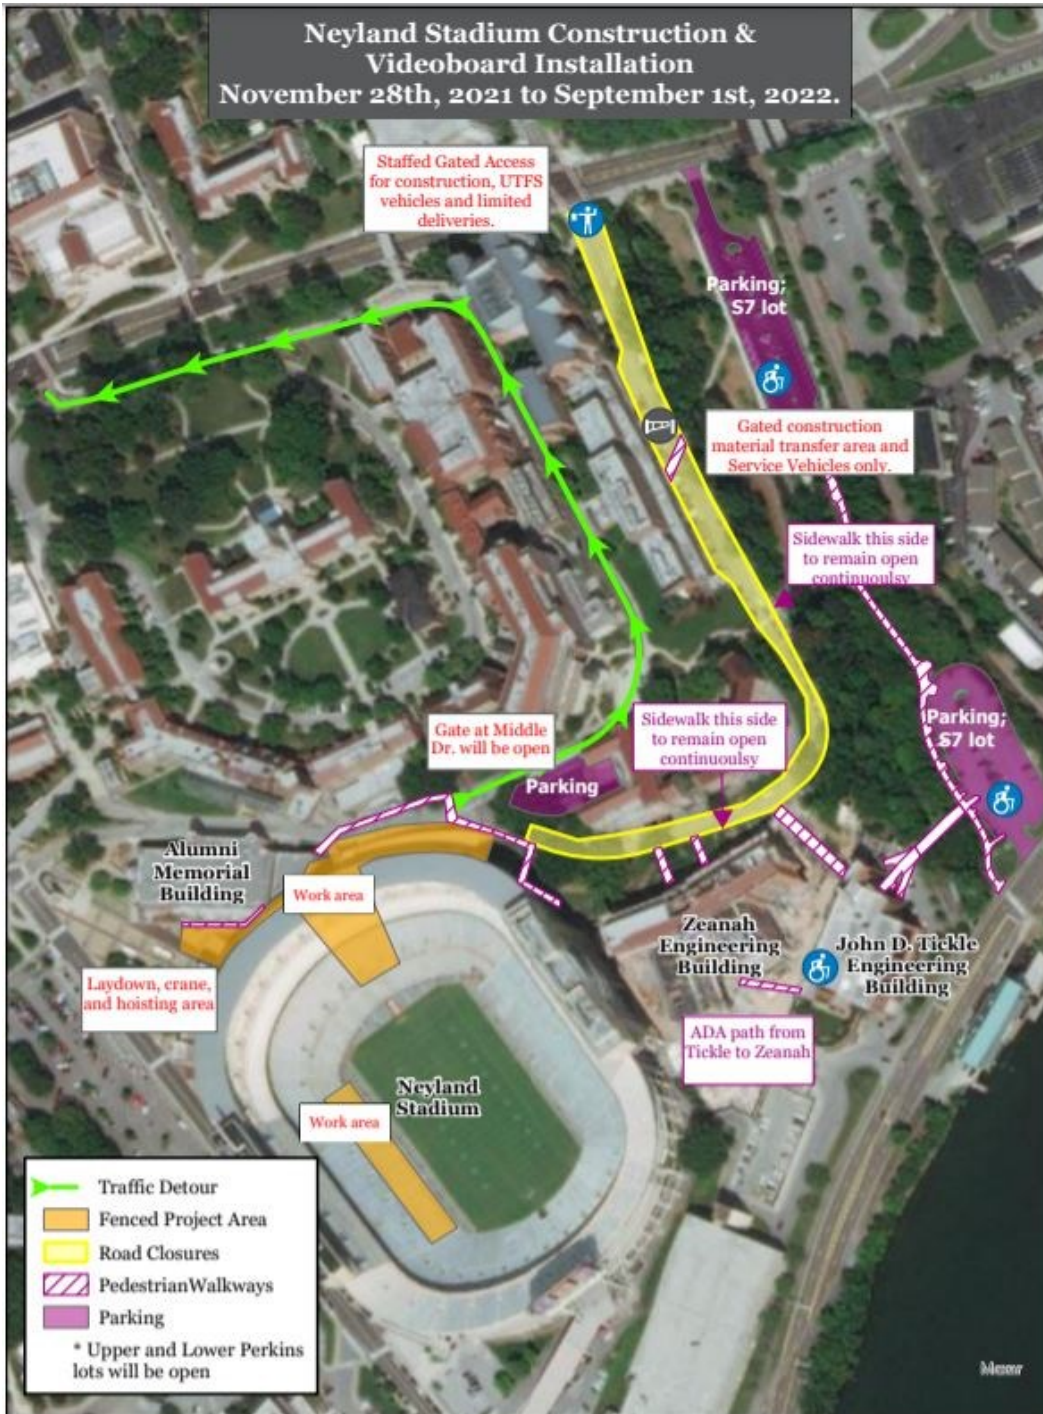 Neyland Stadium Construction &
Videoboard Installation
November 28th, 2021 to September 1st, 2022.
Staffed Gated Access
for construction, UTFS
vehicles and limited
deliveries.
Parking;
S7 lot
Gated construction
material transfer area and
Service Vehicles only.
Sidewalk this side
to remain open
continuoulsy
Sidewalk this side
to remain open
continuoulsy
Parking;
S7 lot
Gate at Middle
Dr. will be open
Parking
Alumni
Memorial
Building
Work area
Zeanah
Engineering
Building
John D. Tickle
Engineering
Building
Laydown, crane,
and hoisting area
ADA path from
Tickle to Zeanah
Neyland
Stadium
Work area
Traffic Detour
Fenced Project Area
Road Closures
PedestrianWalkways
Parking
* Upper and Lower Perkins
lots will be open